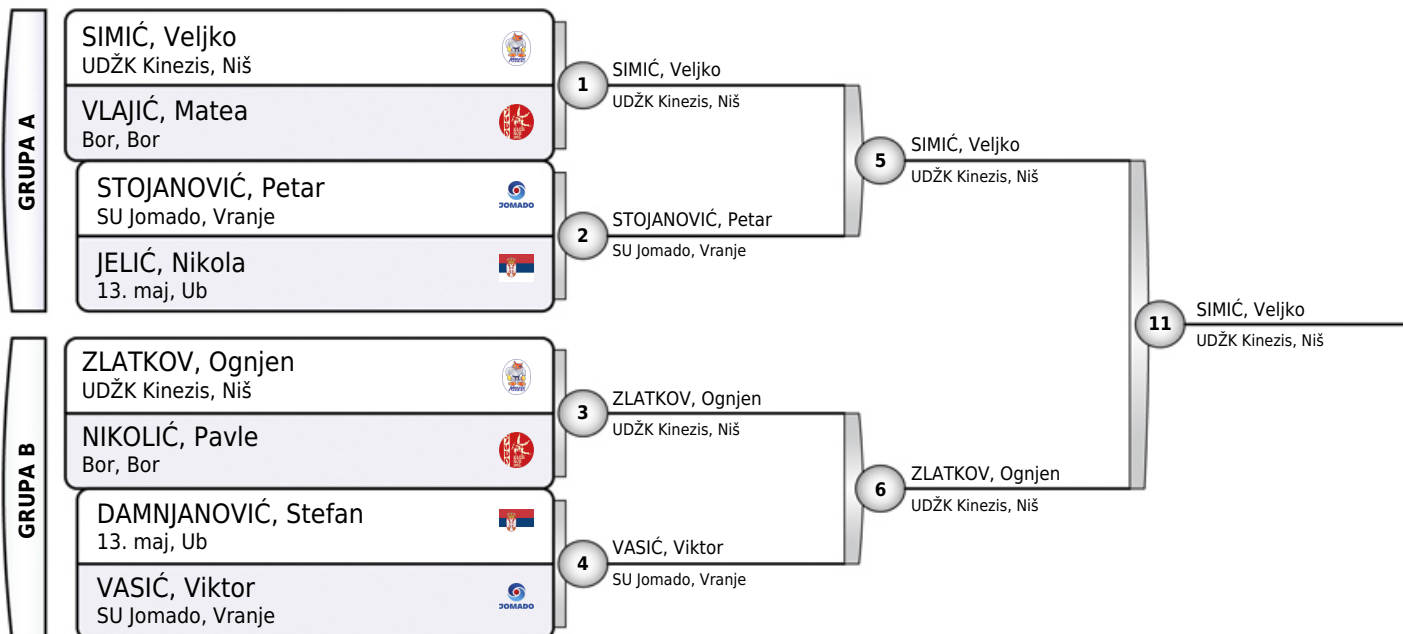 GRUPA A
SIMIĆ, Veljko
UDŽK Kinezis, Niš
VLAJIĆ, Matea
Bor, Bor
STOJANOVIĆ, Petar
SU Jomado, Vranje
JOMADO
JELIĆ, Nikola
13. maj, Ub
1
SIMIĆ, Veljko
UDŽK Kinezis, Niš
2
STOJANOVIĆ, Petar
SU Jomado, Vranje
5
SIMIĆ, Veljko
UDŽK Kinezis, Niš
GRUPA B
ZLATKOV, Ognjen
UDŽK Kinezis, Niš
NIKOLIĆ, Pavle
Bor, Bor
DAMNJANOVIĆ, Stefan
13. maj, Ub
VASIĆ, Viktor
SU Jomado, Vranje
JOMADO
3
ZLATKOV, Ognjen
UDŽK Kinezis, Niš
4
VASIĆ, Viktor
SU Jomado, Vranje
6
ZLATKOV, Ognjen
UDŽK Kinezis, Niš
11
SIMIĆ, Veljko
UDŽK Kinezis, Niš